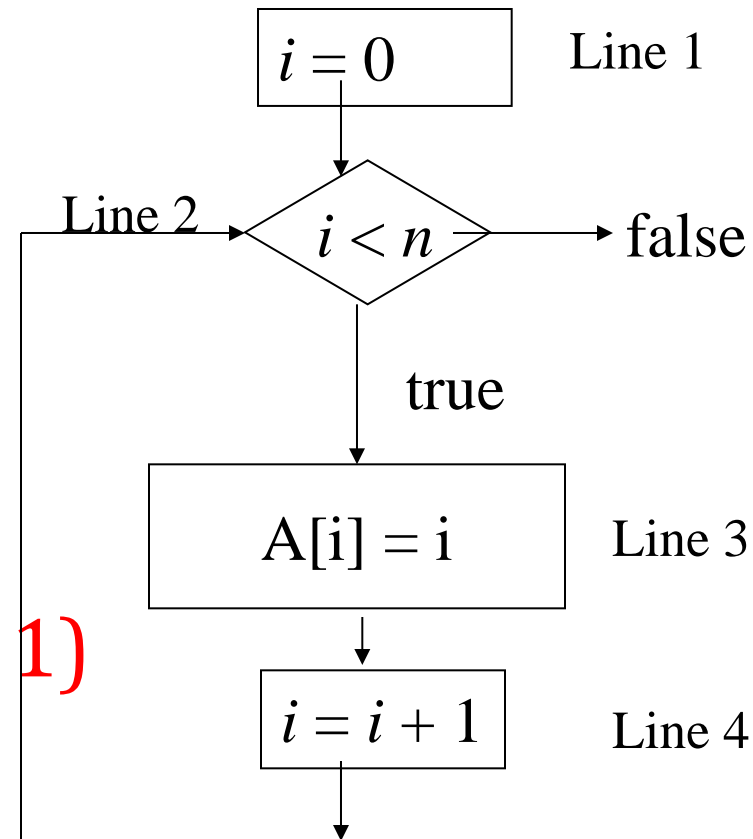 i = 0
Line 1
Line 2
i < n
false
true
A[i] = i
Line 3
1)
i = i + 1
Line 4